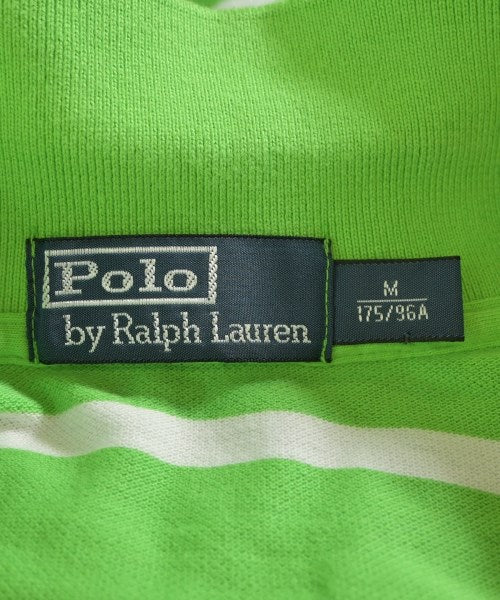 Polo
by Ralph Lauren
M
175/96A